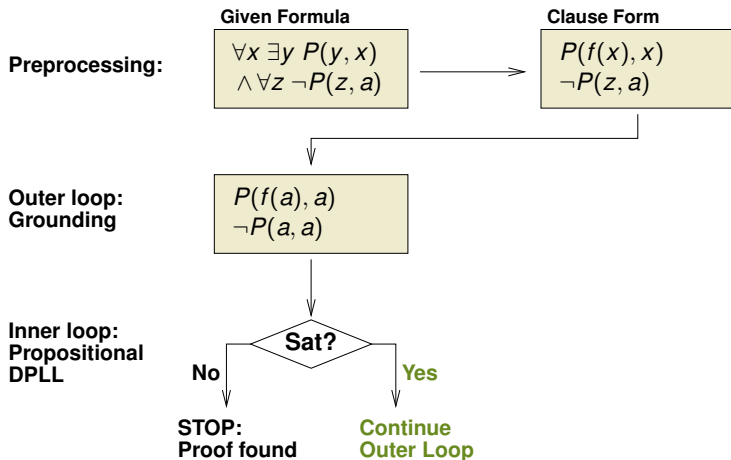 Given Formula
Clause Form
Preprocessing:
∀x ∃y P(y, x)
∧ ∀z ¬P(z, a)
P(f(x), x)
¬P(z, a)
Outer loop:
Grounding
P(f(a), a)
¬P(a, a)
Inner loop:
Propositional
DPLL
Sat?
No
Yes
STOP:
Proof found
Continue
Outer Loop